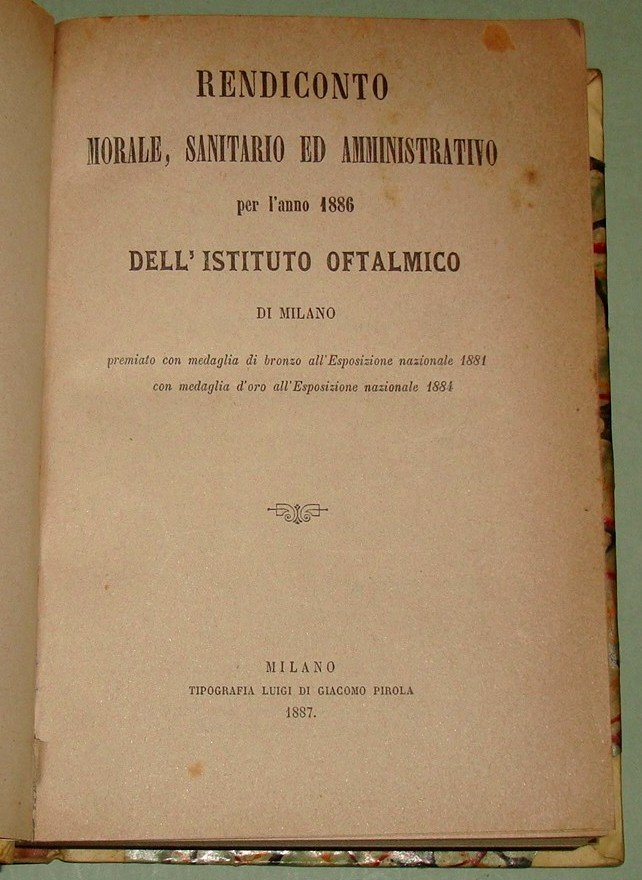 RENDICONTO
MORALE, SANITARIO ED AMMINISTRATIVO
per l'anno 1886
DELL' ISTITUTO OFTALMICO
DI MILANO
premiato con medaglia di bronzo all'Esposizione nazionale 1881
con medaglia d'oro all'Esposizione nazionale 1884
MILANO
TIPOGRAFIA LUIGI DI GIACOMO PIROLA
1887.